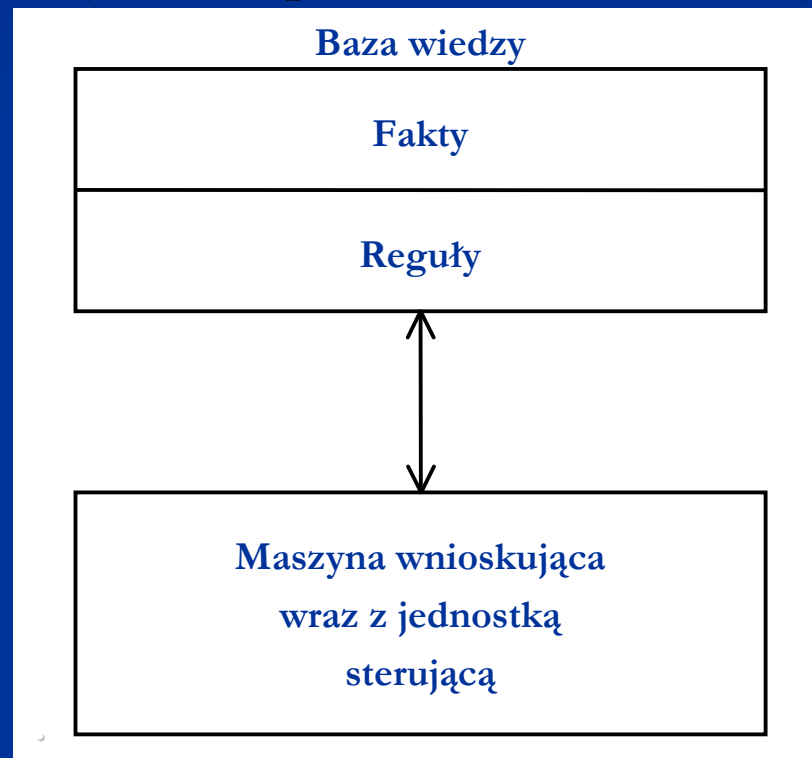 Baza wiedzy
Fakty
Reguły
Maszyna wnioskująca
wraz z jednostką
sterującą